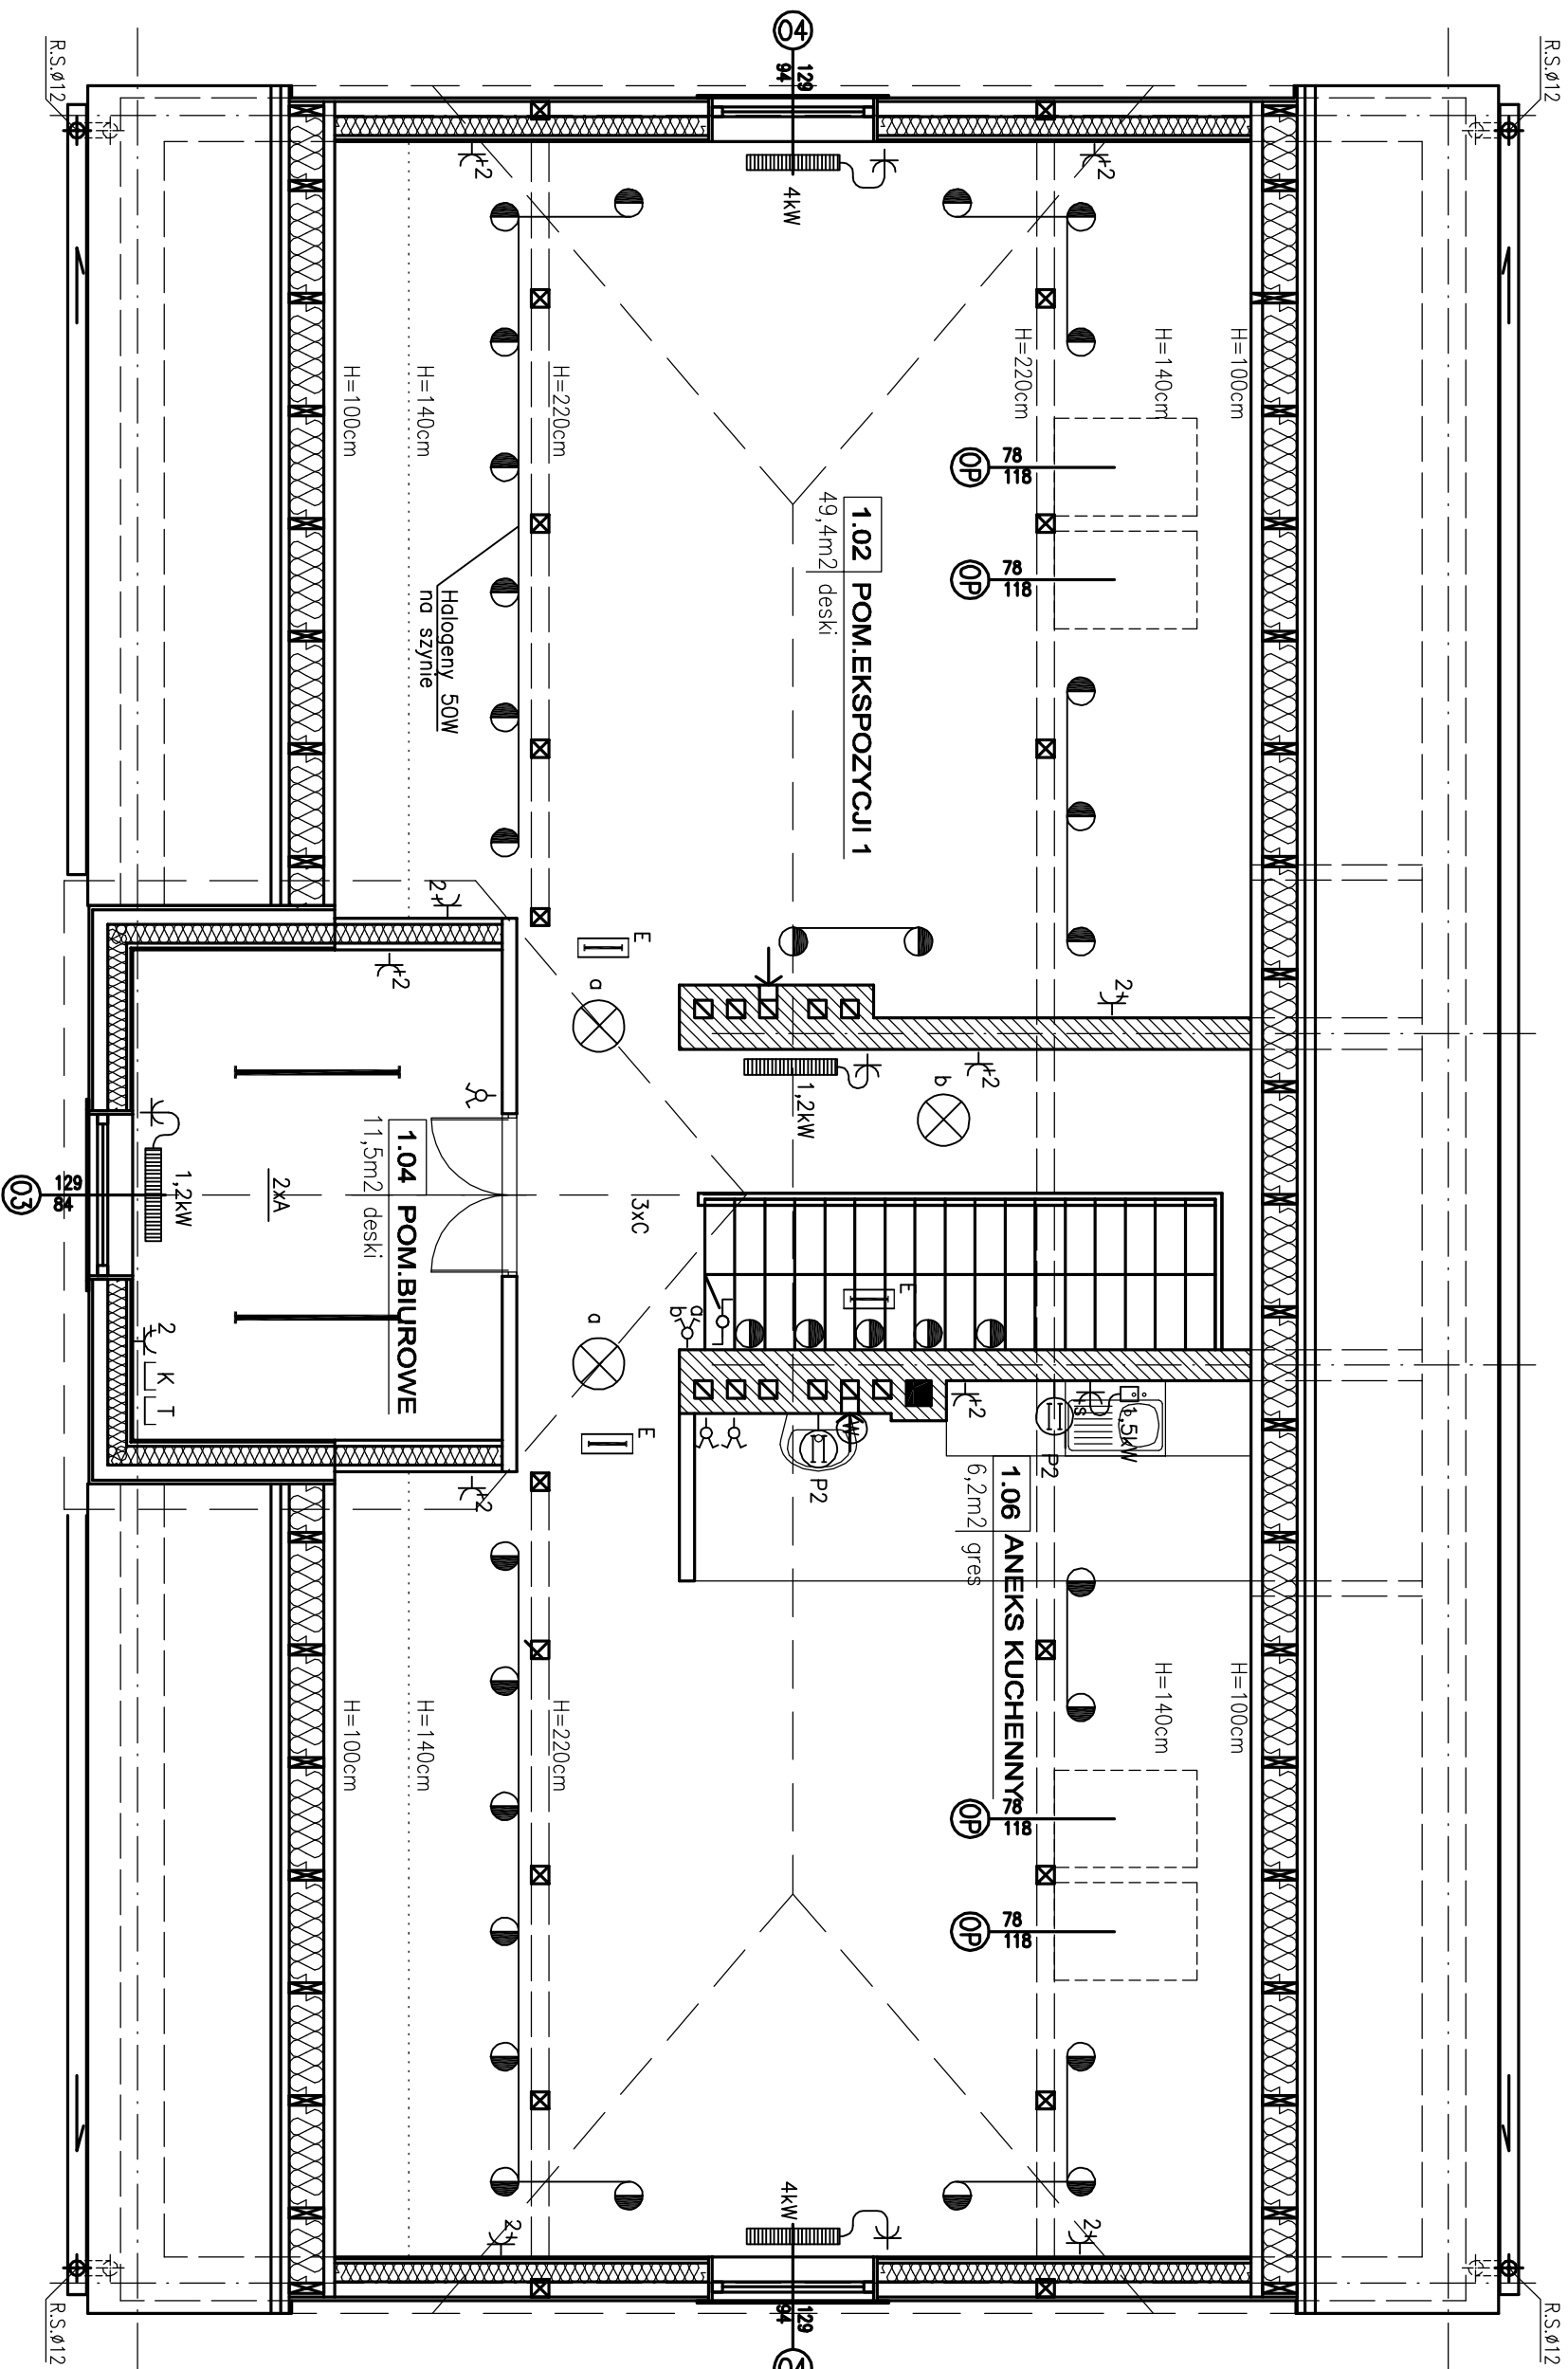 R.S.ø12
R.S.ø12
04
129
94
4kW
+2
+2
H=100cm
H=140cm
H=220cm
H=220cm
H=140cm
H=100cm
OP
78
118
OP
78
118
1.02 POM.EKSPOZYCJI 1
49,4m2 deski
Halogeny 50W
na szynie
2+
E
a
2+
+2
+2
1,2kW
b
1.04 POM.BIUROWE
11,5m2 deski
2xA
1,2kW
03
129
84
3xC
E
a
b
a
2 K T
E
+2
+2
W
P2
P2
1,5kW
+s
1.06 ANEKS KUCHENNY
6,2m2 gres
H=100cm
H=140cm
H=220cm
H=140cm
H=100cm
OP
78
118
OP
78
118
4kW
2+
2+
129
94
04
R.S.ø12
R.S.ø12